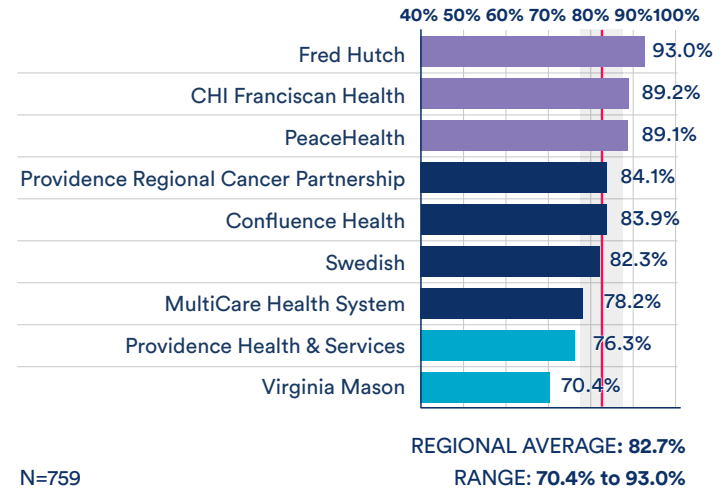 40% 50% 60% 70% 80% 90%100%
Fred Hutch 93.0%
CHI Franciscan Health 89.2%
PeaceHealth 89.1%
Providence Regional Cancer Partnership 84.1%
Confluence Health 83.9%
Swedish 82.3%
MultiCare Health System 78.2%
Providence Health & Services 76.3%
Virginia Mason 70.4%
REGIONAL AVERAGE: 82.7%
N=759 RANGE: 70.4% to 93.0%